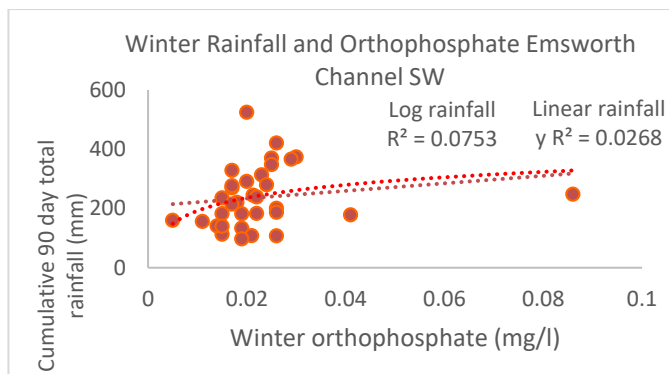 Winter Rainfall and Orthophosphate Emsworth
Channel SW
Log rainfall
R² = 0.0753
Linear rainfall
y R² = 0.0268
Cumulative 90 day total
rainfall (mm)
600
400
200
0
0
0.02
0.04
0.06
0.08
0.1
Winter orthophosphate (mg/l)